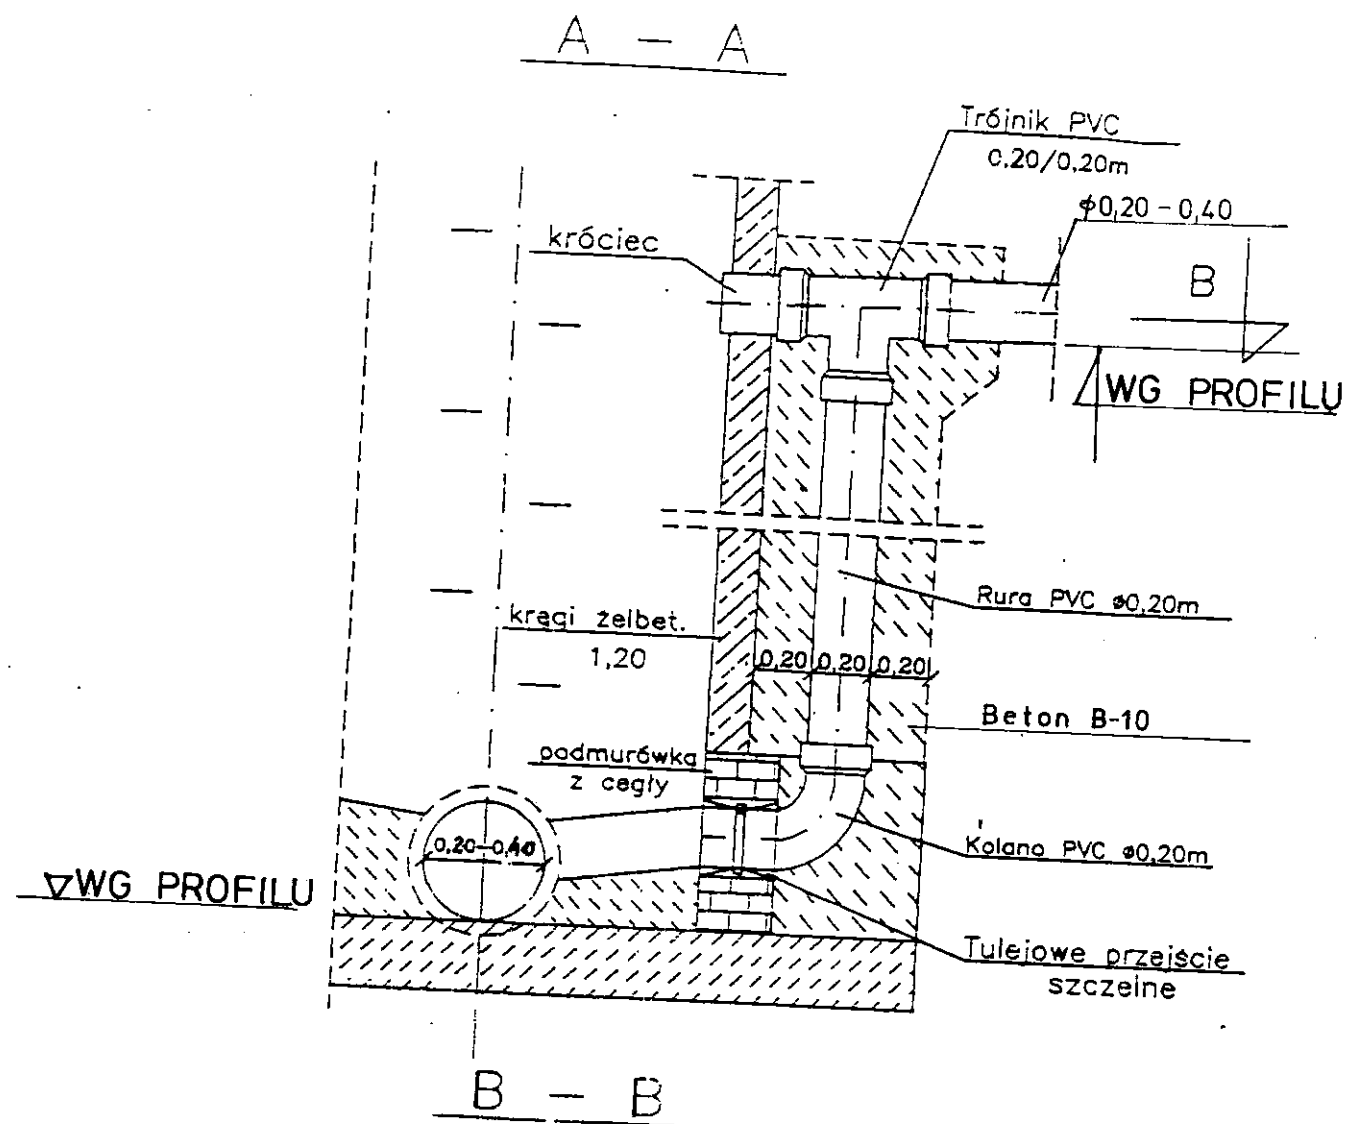 A - A
Trójnik PVC
0,20/0,20m
ϕ0,20-0,40
króciec
B
WG PROFILU
Rura PVC ø0,20m
kręgi żelbet.
1,20
0,20 0,20 0,20
Beton B-10
podmurówka
z cegły
0,20-0,40
Kolano PVC ø0,20m
WG PROFILU
Tulejowe przejście
szczelne
B - B